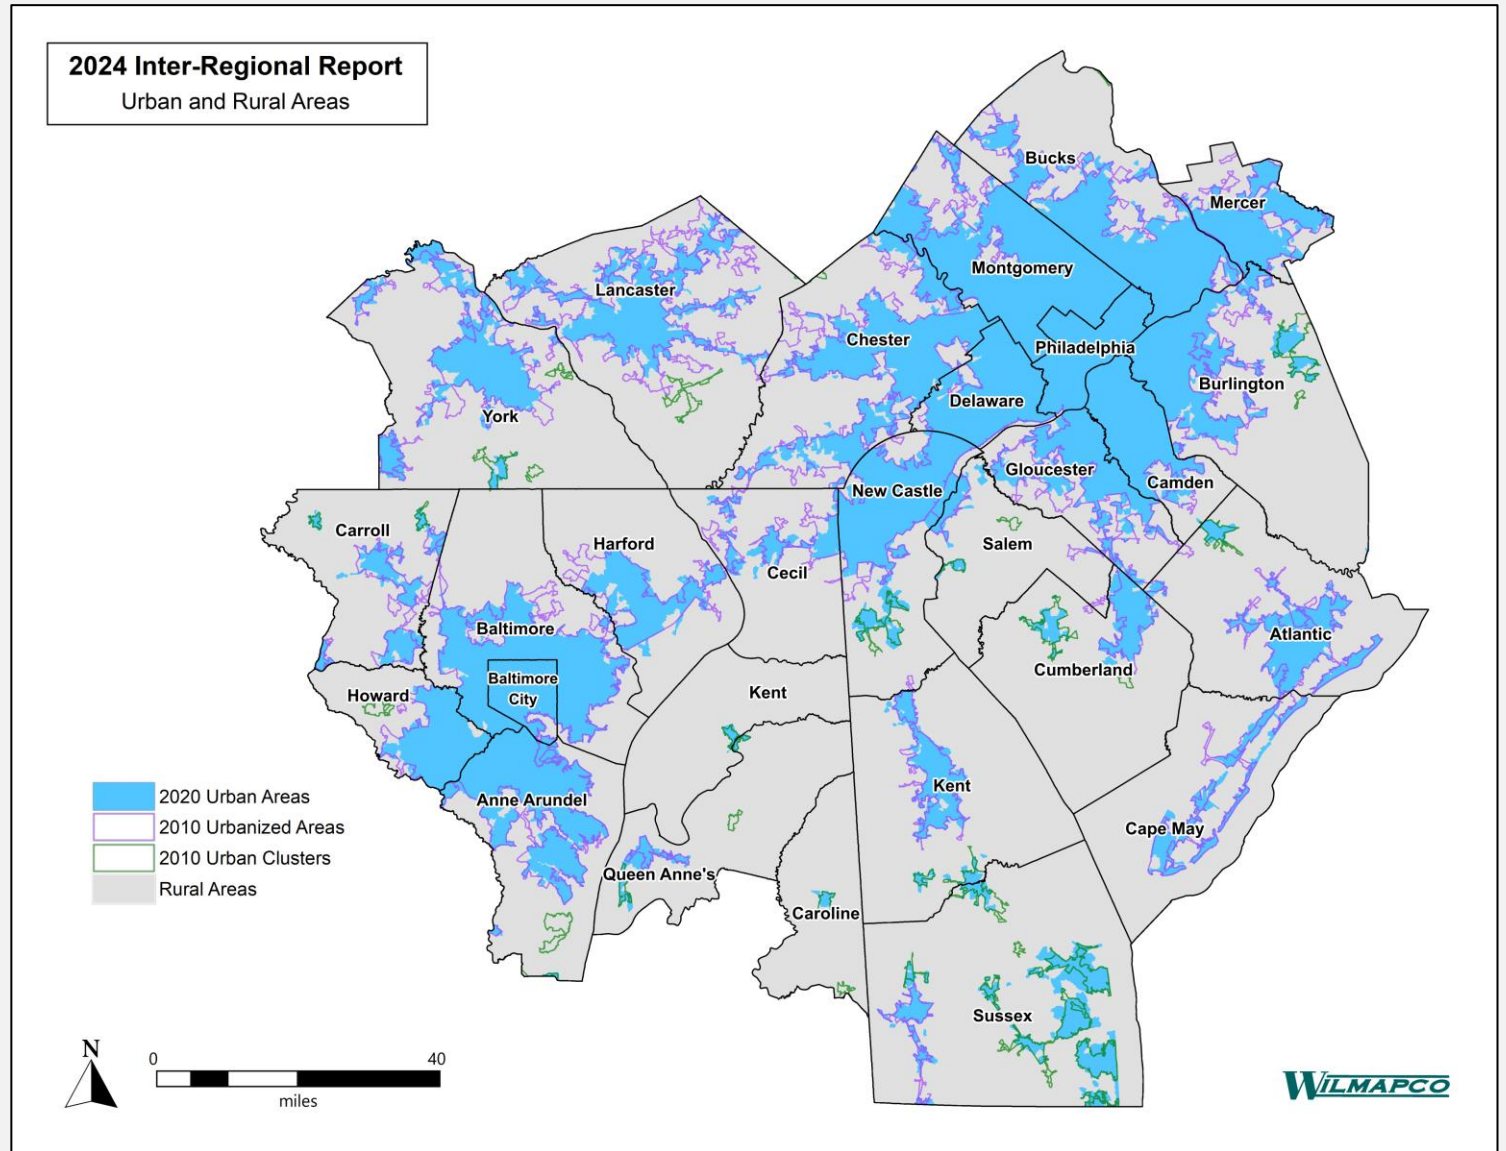 2024 Inter-Regional Report
Urban and Rural Areas
Bucks
Mercer
Montgomery
Lancaster
Chester
Philadelphia
Burlington
Delaware
York
Gloucester
Camden
New Castle
Carroll
Harford
Salem
Cecil
Baltimore
Atlantic
Cumberland
Baltimore
City
Howard
Kent
Kent
Anne Arundel
Cape May
Queen Anne's
Caroline
Sussex
2020 Urban Areas
2010 Urbanized Areas
2010 Urban Clusters
Rural Areas
N
0 40
miles
WILMAPCO